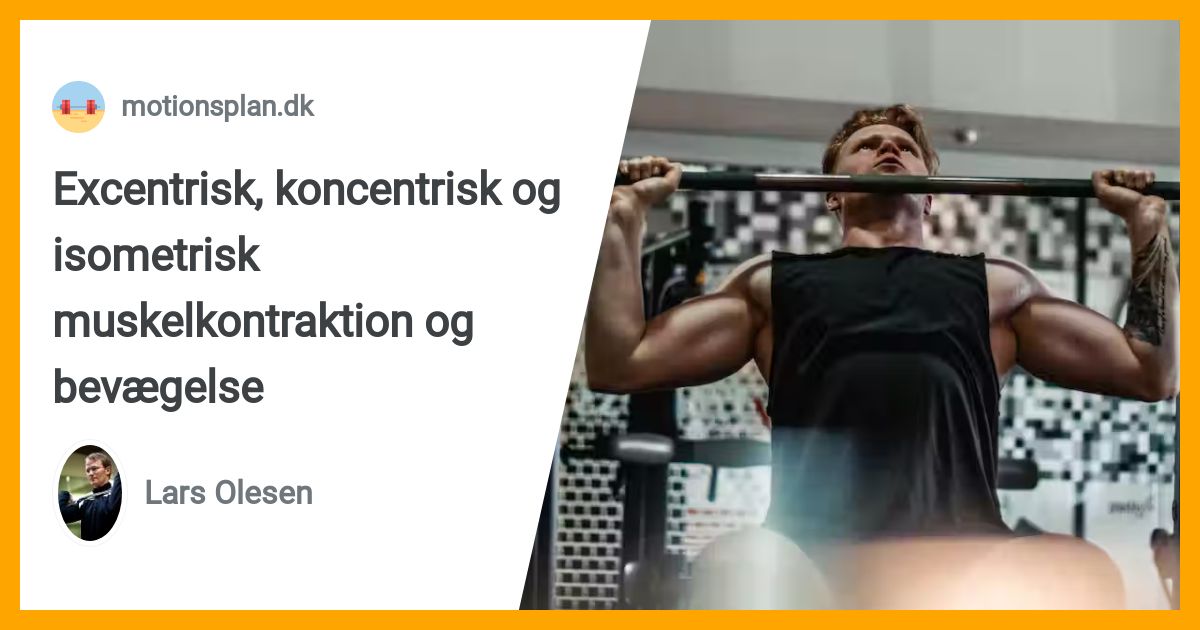 motionsplan.dk
Excentrisk, koncentrisk og
isometrisk
muskelkontraktion og
bevægelse
Lars Olesen